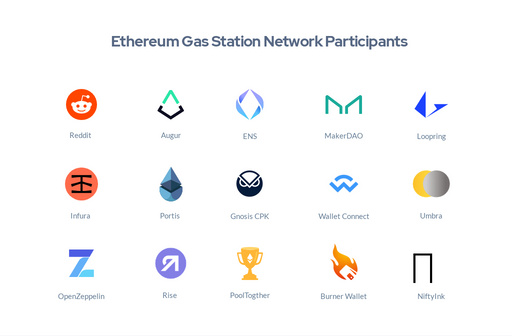 Ethereum Gas Station Network Participants
Reddit
Augur
ENS
MakerDAO
Loopring
Infura
Portis
Gnosis CPK
Wallet Connect
Umbra
OpenZeppelin
Rise
PoolTogther
Burner Wallet
NiftyInk